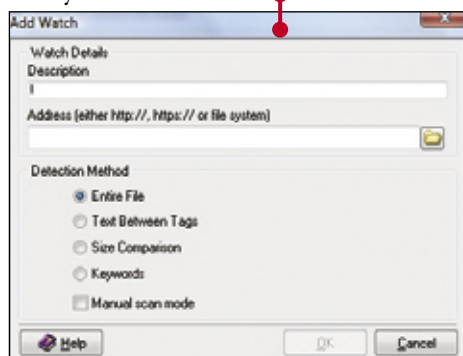 Add Watch
Watch Details
Description
Address (either http://, https:// or file system)
Detection Method
Entire File
Text Between Tags
Size Comparison
Keywords
Manual scan mode
Help
OK
Cancel